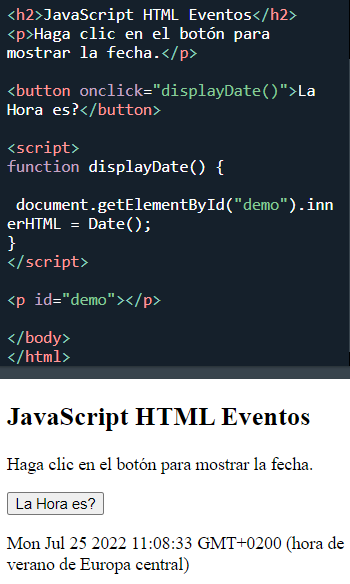 <h2>JavaScript HTML Eventos</h2>
<p>Haga clic en el botón para
mostrar la fecha.</p>
<button onclick="displayDate()">La
Hora es?</button>
<script>
function displayDate() {
document.getElementById("demo").inn
erHTML = Date();
}
</script>
<p id="demo"></p>
</body>
</html>
JavaScript HTML Eventos
Haga clic en el botón para mostrar la fecha.
La Hora es?
Mon Jul 25 2022 11:08:33 GMT+0200 (hora de
verano de Europa central)